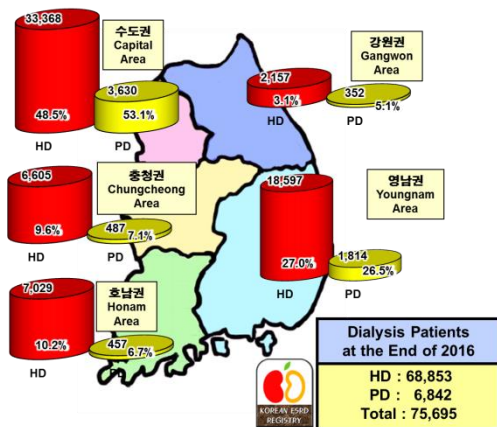 33,368
수도권
Capital
Area
3,630
48.5%
53.1%
HD
PD
강원권
Gangwon
Area
2,157
352
3.1%
5.1%
HD
PD
6,605
충청권
Chungcheong
Area
487
9.6%
7.1%
HD
PD
18,597
영남권
Youngnam
Area
1,814
27.0%
26.5%
HD
PD
7,029
호남권
Honam
Area
457
10.2%
6.7%
HD
PD
KOREAN ESRD
REGISTRY
Dialysis Patients
at the End of 2016
HD : 68,853
PD : 6,842
Total : 75,695